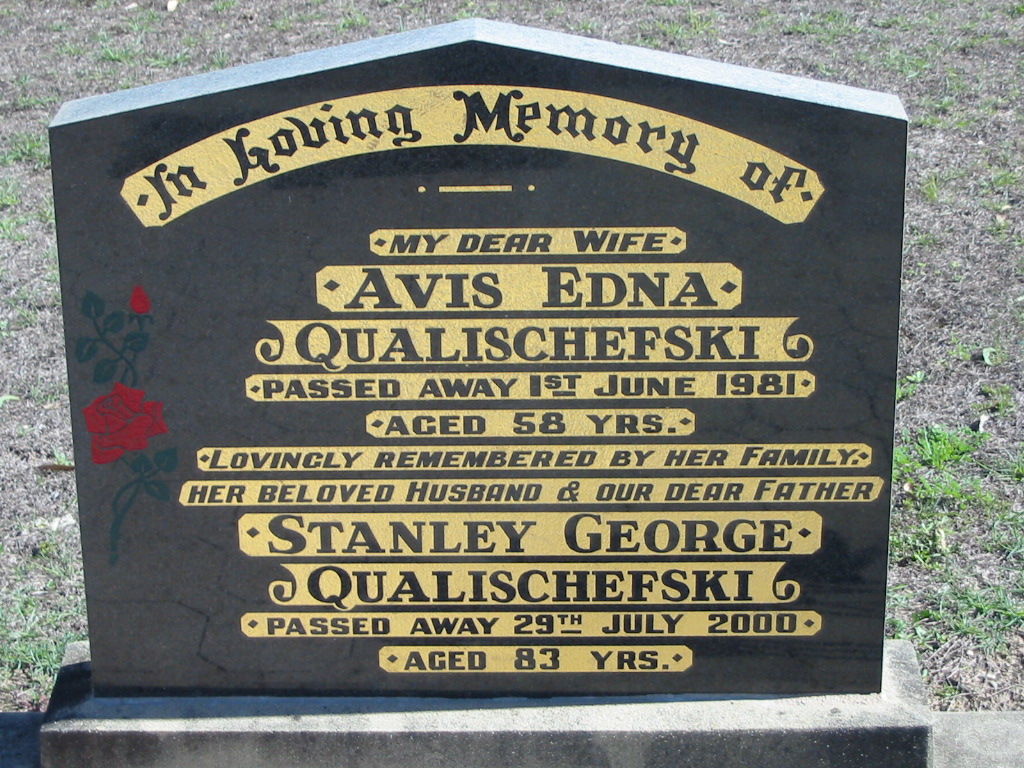 In Loving Memory of
MY DEAR WIFE
AVIS EDNA
QUALISCHEFSKI
PASSED AWAY 1ST JUNE 1981
AGED 58 YRS.
LOVINGLY REMEMBERED BY HER FAMILY.
HER BELOVED HUSBAND & OUR DEAR FATHER
STANLEY GEORGE
QUALISCHEFSKI
PASSED AWAY 29TH JULY 2000
AGED 83 YRS.